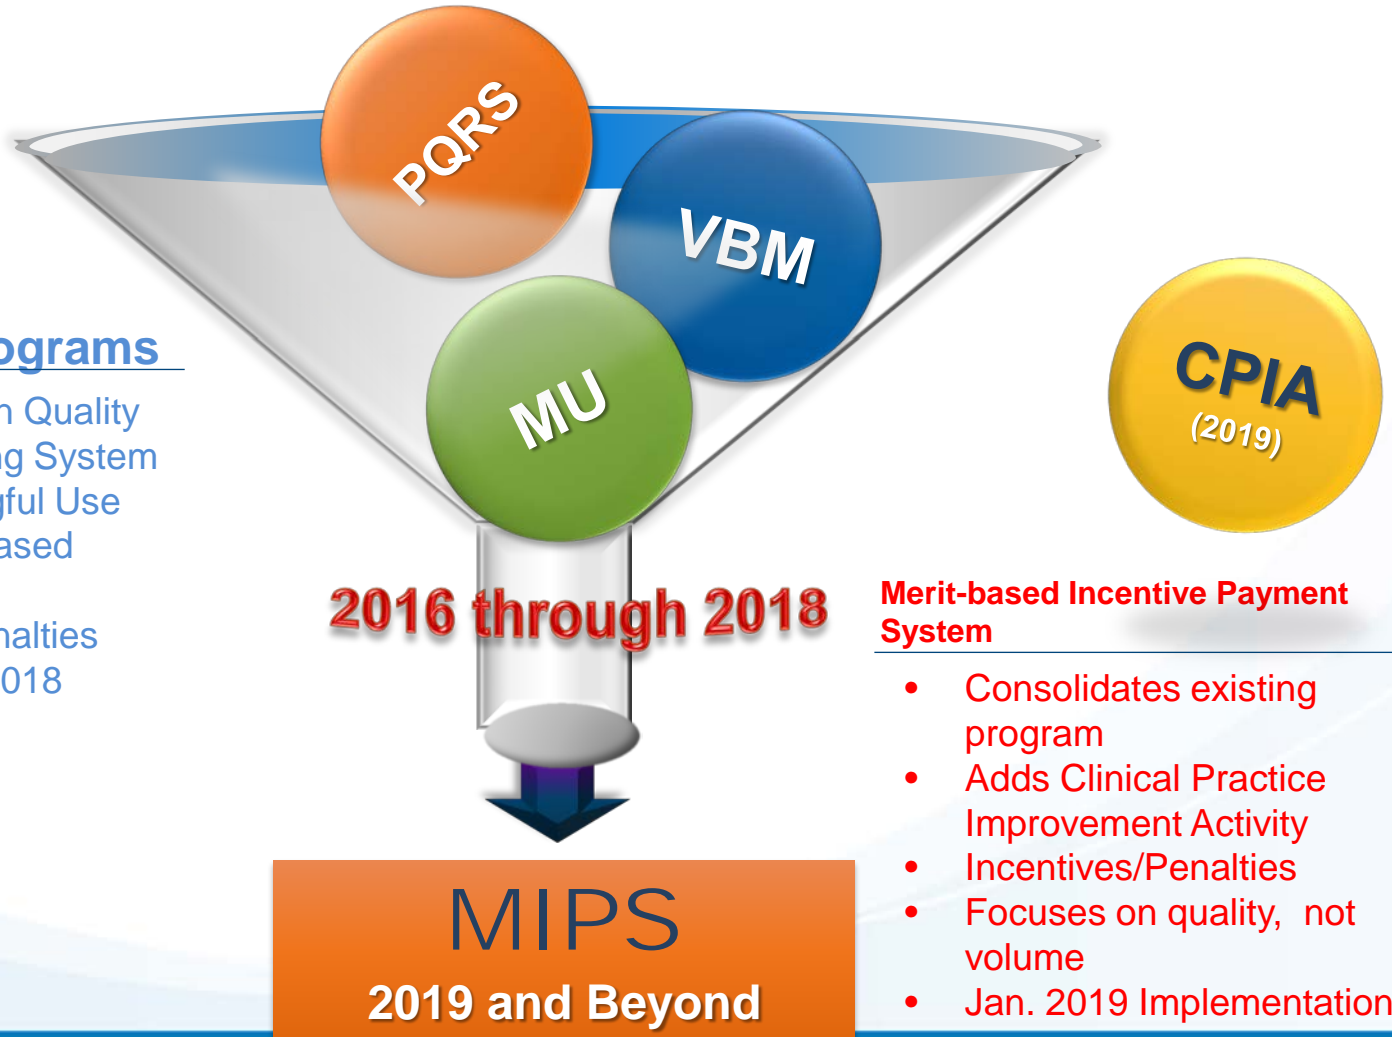 PQRS
VBM
MU
CPIA
(2019)
ograms
n Quality
ng System
gful Use
ased
nalties
018
2016 through 2018
MIPS
2019 and Beyond
Merit-based Incentive Payment
System
• Consolidates existing
program
• Adds Clinical Practice
Improvement Activity
• Incentives/Penalties
• Focuses on quality, not
volume
• Jan. 2019 Implementation